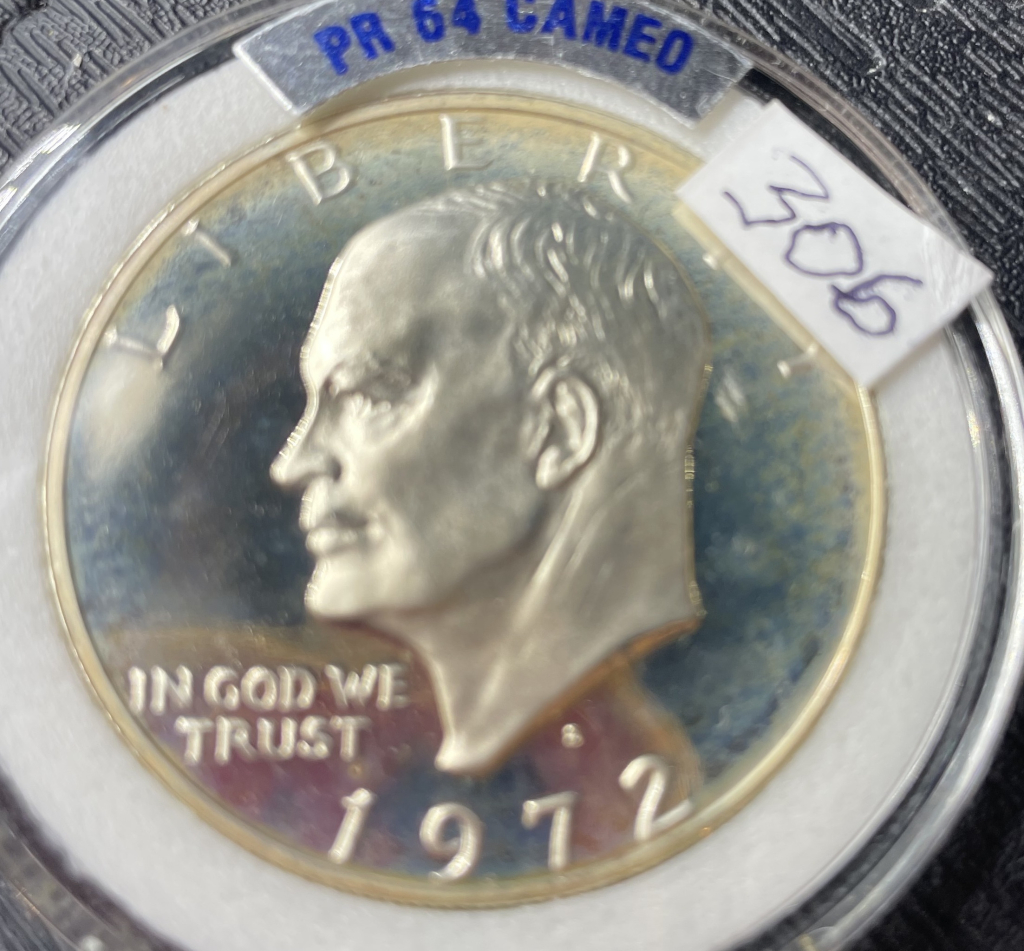 PR 64 CAMEO
306
LIBERTY
IN GOD WE
TRUST
S
1972